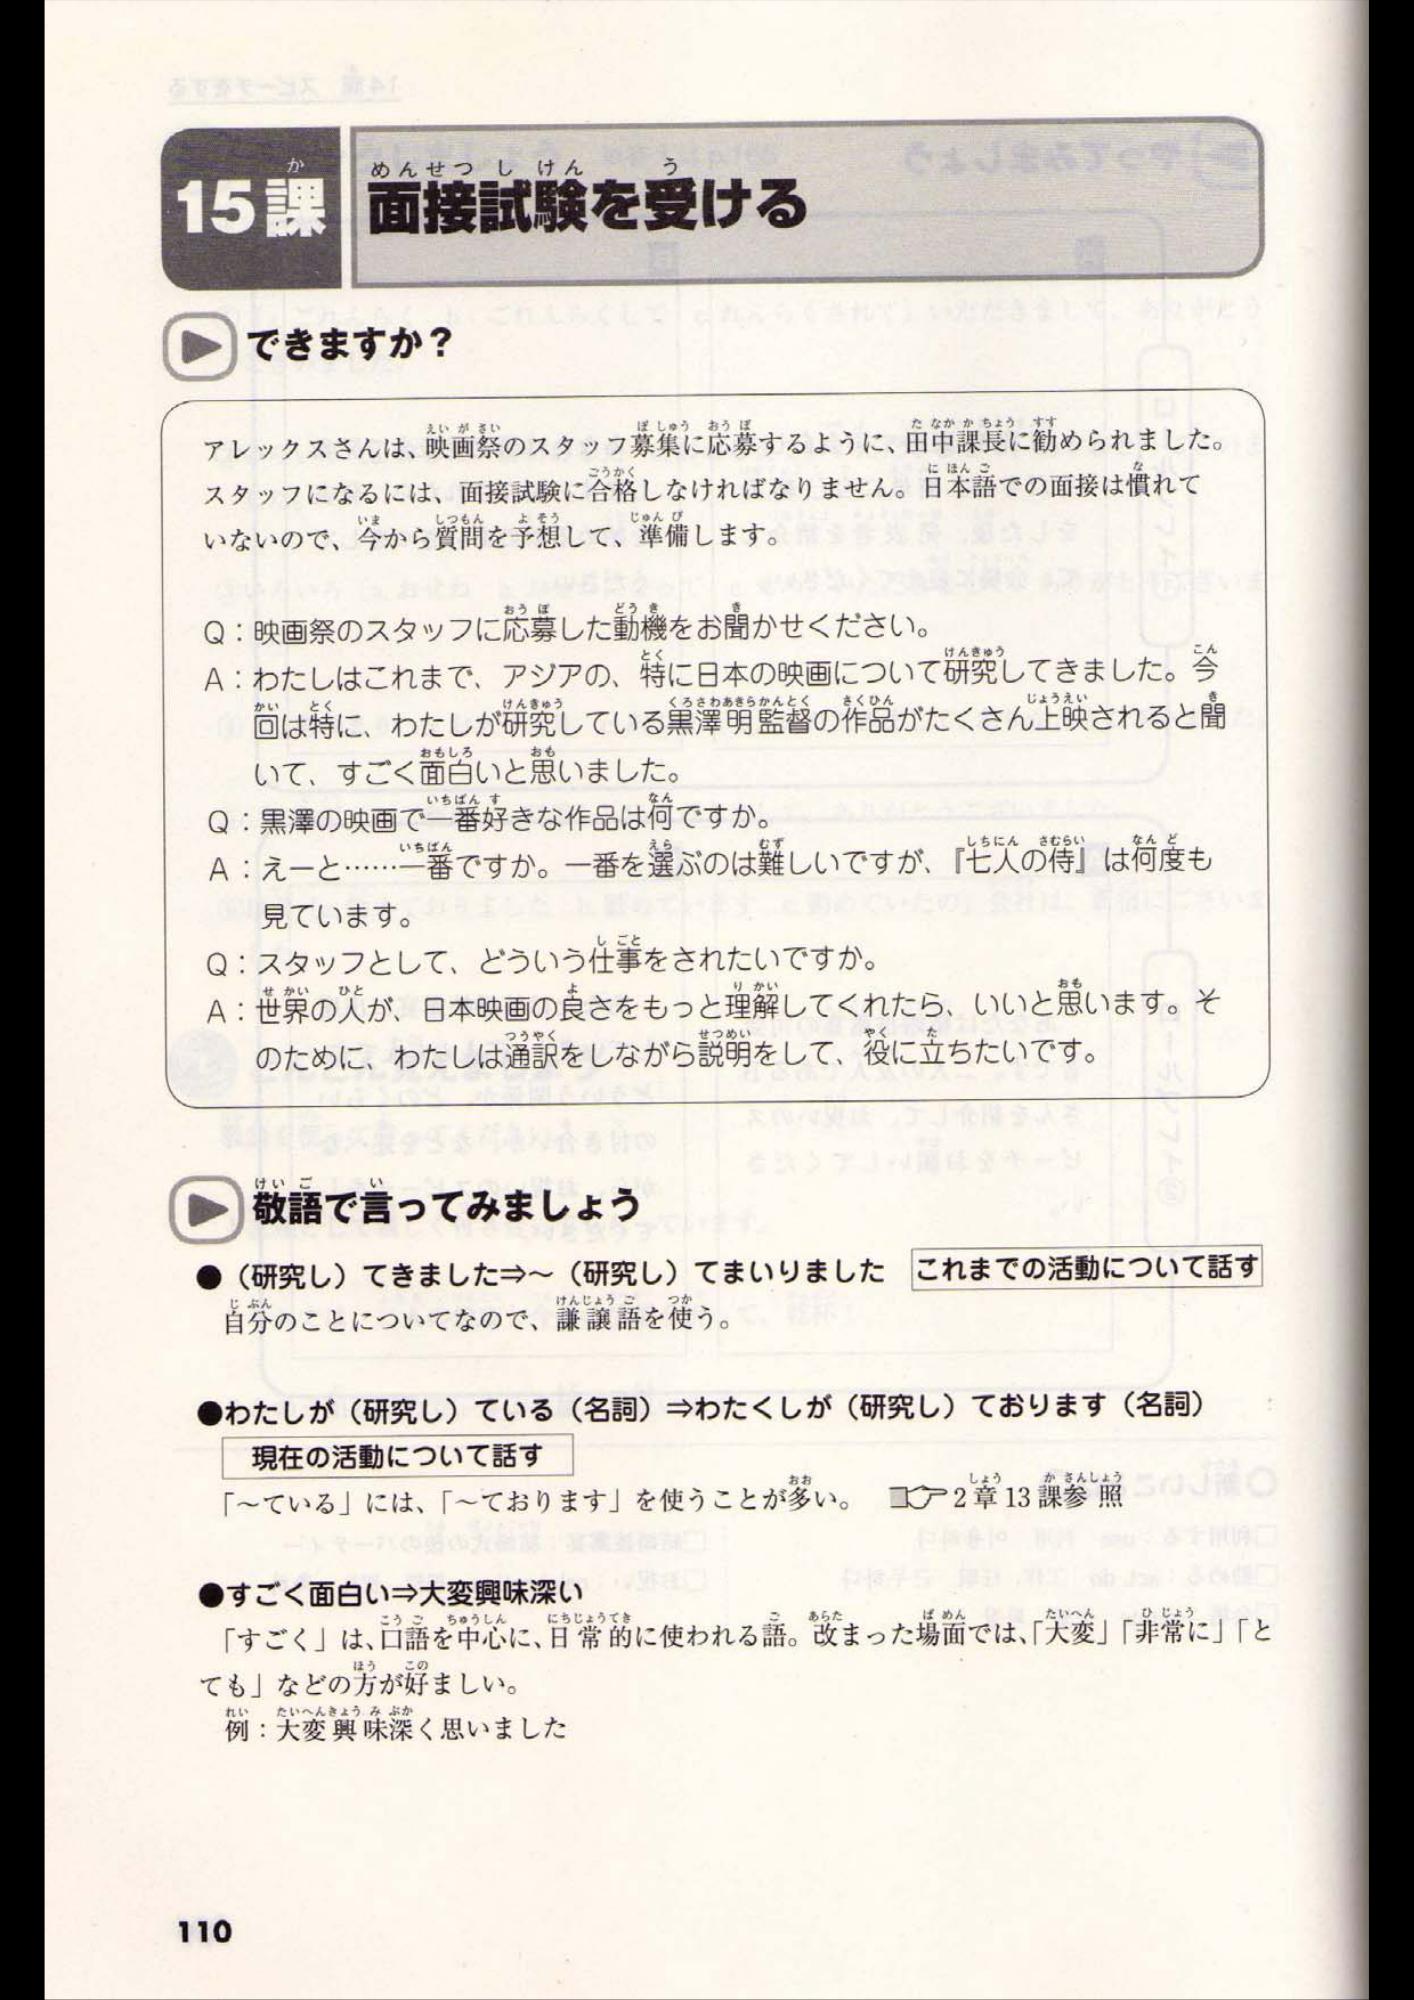 15課 面接試験を受ける
できますか？
アレックスさんは、映画祭のスタッフ募集に応募するように、田中課長に勧められました。
スタッフになるには、面接試験に合格しなければなりません。日本語での面接は慣れて
いないので、今から質問を予想して、準備します。
Q：映画祭のスタッフに応募した動機をお聞かせください。
A：わたしはこれまで、アジアの、特に日本の映画について研究してきました。今
回は特に、わたしが研究している黒澤明監督の作品がたくさん上映されると聞
いて、すごく面白いと思いました。
Q：黒澤の映画で一番好きな作品は何ですか。
A：えーと……一番ですか。一番を選ぶのは難しいですが、『七人の侍』は何度も
見ています。
Q：スタッフとして、どういう仕事をされたいですか。
A：世界の人が、日本映画の良さをもっと理解してくれたら、いいと思います。そ
のために、わたしは通訳をしながら説明をして、役に立ちたいです。
敬語で言ってみましょう
●（研究し）てきました⇒～（研究し）てまいりました これまでの活動について話す
自分のことについてなので、謙譲語を使う。
●わたしが（研究し）ている（名詞）⇒わたくしが（研究し）ております（名詞）
現在の活動について話す
「～ている」には、「～ております」を使うことが多い。 ☞2章13課参照
●すごく面白い⇒大変興味深い
「すごく」は、口語を中心に、日常的に使われる語。改まった場面では、「大変」「非常に」「と
ても」などの方が好ましい。
例：大変興味深く思いました
110